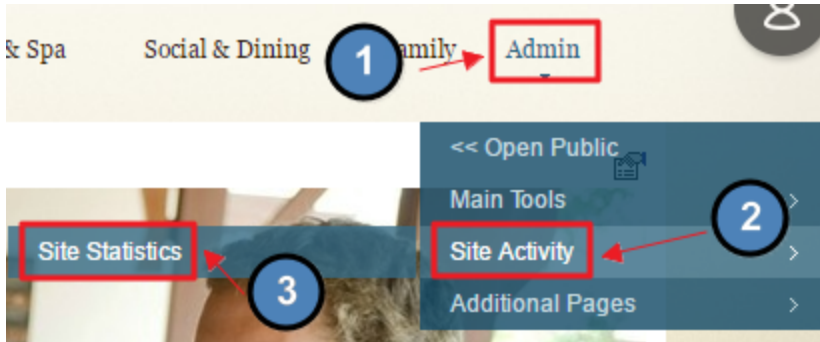 & Spa Social & Dining 1 amily Admin
<< Open Public
Main Tools
2
Site Statistics Site Activity
3
Additional Pages